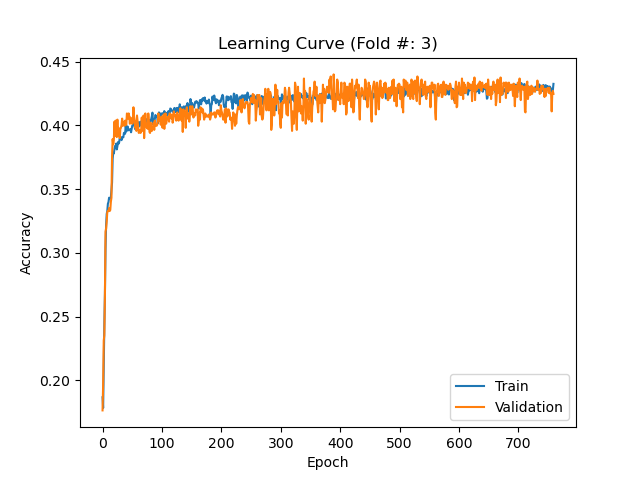 Learning Curve (Fold #: 3)
0.45
0.40
0.35
0.30
0.25
0.20
Accuracy
0 100 200 300 400 500 600 700
Epoch
Train
Validation